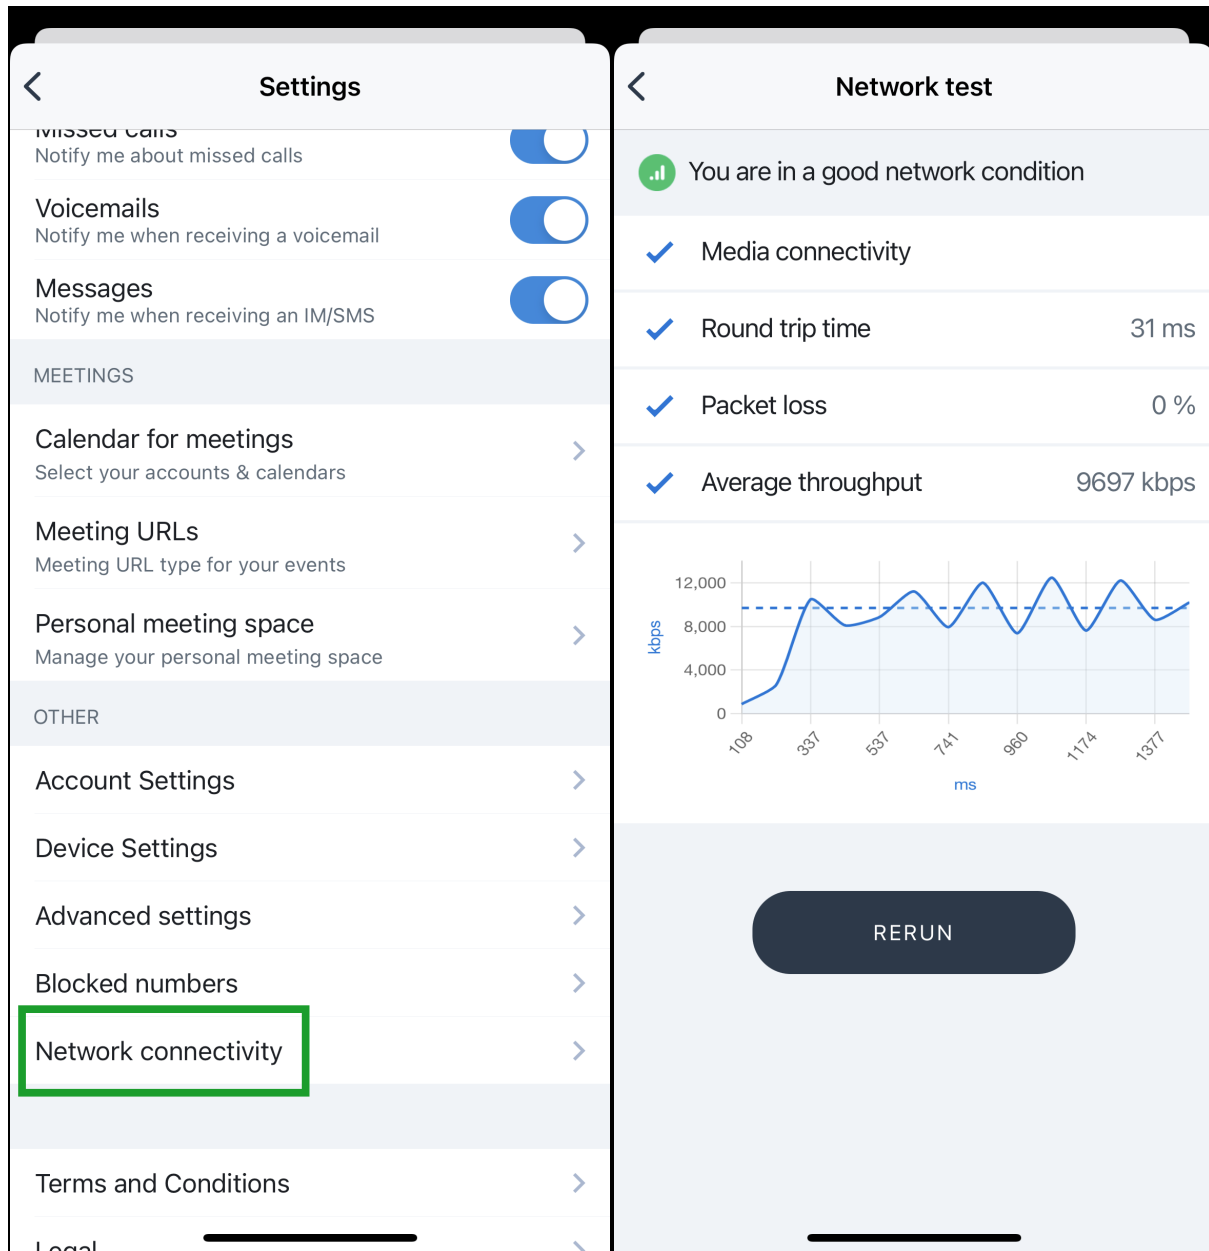 Settings
Missed calls
Notify me about missed calls
Voicemails
Notify me when receiving a voicemail
Messages
Notify me when receiving an IM/SMS
MEETINGS
Calendar for meetings
Select your accounts & calendars
Meeting URLs
Meeting URL type for your events
Personal meeting space
Manage your personal meeting space
OTHER
Account Settings
Device Settings
Advanced settings
Blocked numbers
Network connectivity
Terms and Conditions
Legal
Network test
You are in a good network condition
Media connectivity
Round trip time 31 ms
Packet loss 0 %
Average throughput 9697 kbps
kbps
12,000
8,000
4,000
0
108 337 537 741 960 1174 1377
ms
RERUN